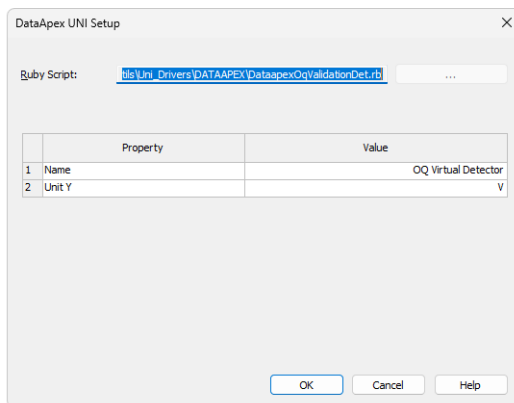 DataApex UNI Setup
Ruby Script: tils\Uni_Drivers\DATAAPEX\DataapexOqValidationDet.rb ...
Property Value
1 Name OQ Virtual Detector
2 Unit Y V
OK Cancel Help